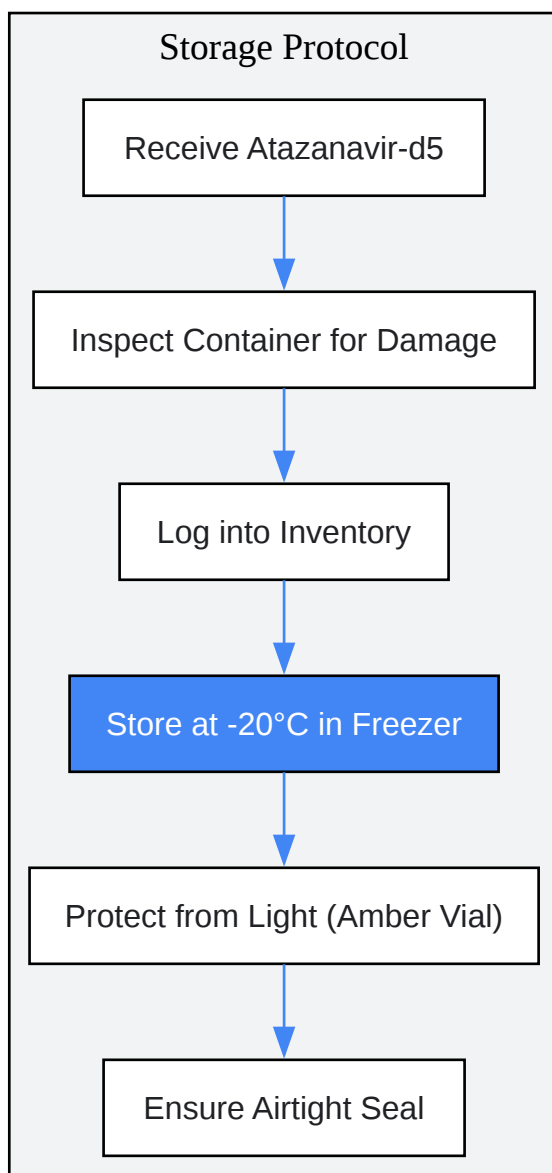 Storage Protocol
Receive Atazanavir-d5
Inspect Container for Damage
Log into Inventory
Store at -20°C in Freezer
Protect from Light (Amber Vial)
Ensure Airtight Seal